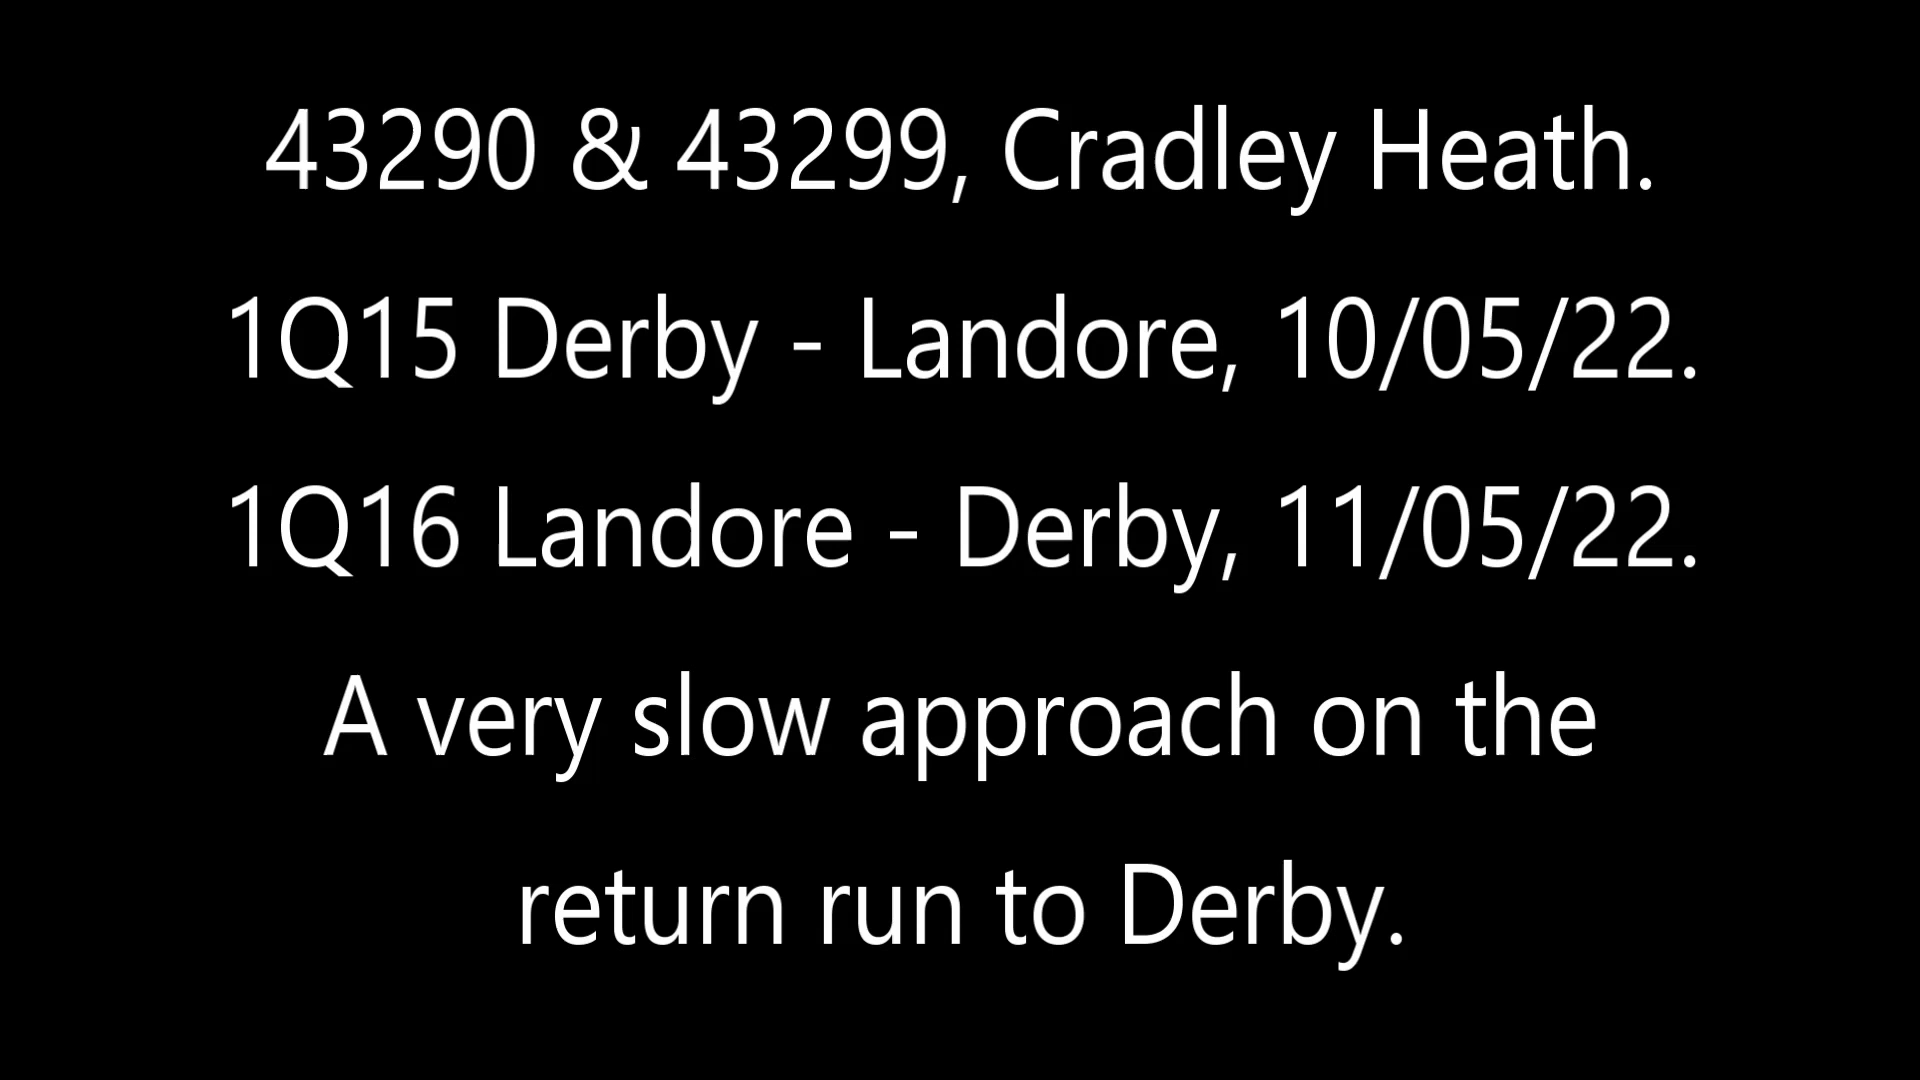 43290 & 43299, Cradley Heath.
1Q15 Derby - Landore, 10/05/22.
1Q16 Landore - Derby, 11/05/22.
A very slow approach on the
return run to Derby.